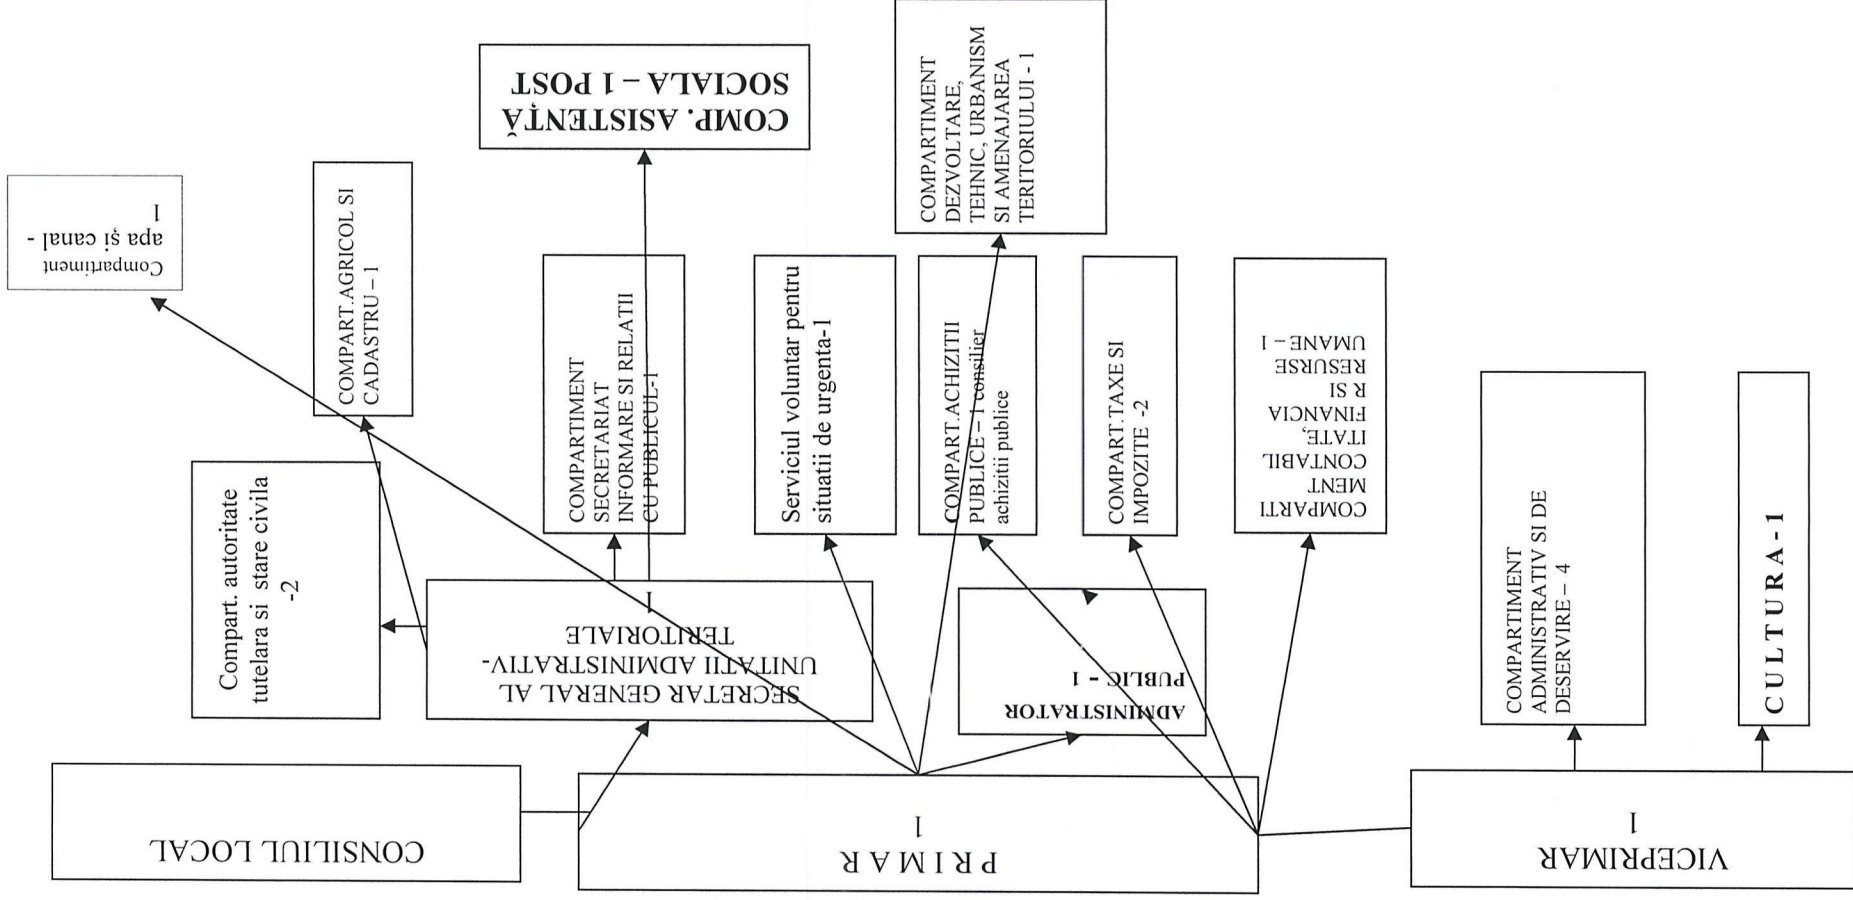 CONSILIUL LOCAL
P R I M A R
1
VICEPRIMAR
1
SECRETAR GENERAL AL
UNITATII ADMINISTRATIV-
TERITORIALE
1
ADMINISTRATOR
PUBLIC - 1
Compart. autoritate
tutelara si stare civila
-2
COMPART.AGRICOL SI
CADASTRU – 1
Compartiment
apa și canal -
1
COMPARTIMENT
SECRETARIAT
INFORMARE SI RELATII
CU PUBLICUL-1
COMP. ASISTENȚĂ
SOCIALA – 1 POST
Serviciul voluntar pentru
situatii de urgenta-1
COMPART.ACHIZITII
PUBLICE – 1 consilier
achizitii publice
COMPARTIMENT
DEZVOLTARE,
TEHNIC, URBANISM
SI AMENAJAREA
TERITORIULUI - 1
COMPART.TAXE SI
IMPOZITE -2
COMPARTI
MENT
CONTABIL
ITATE,
FINANCIA
R SI
RESURSE
UMANE – 1
COMPARTIMENT
ADMINISTRATIV SI DE
DESERVIRE – 4
CULTURA - 1